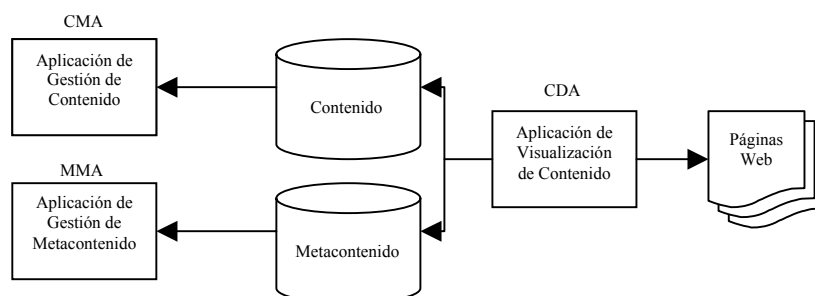 CMA
Aplicación de
Gestión de
Contenido
MMA
Aplicación de
Gestión de
Metacontenido
Contenido
Metacontenido
CDA
Aplicación de
Visualización
de Contenido
Páginas
Web